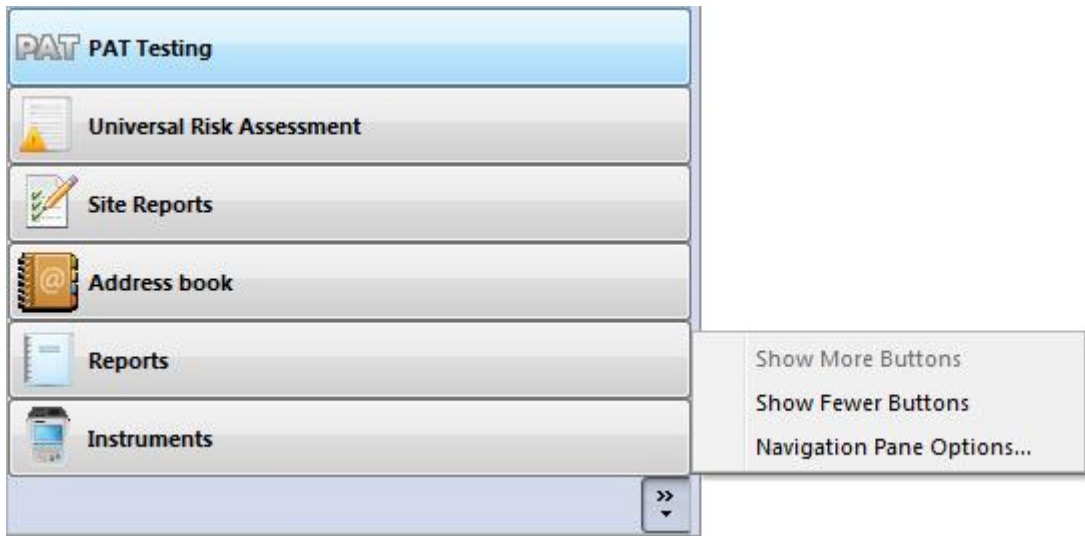 PAT PAT Testing
Universal Risk Assessment
Site Reports
@ Address book
Reports
Instruments
Show More Buttons
Show Fewer Buttons
Navigation Pane Options...